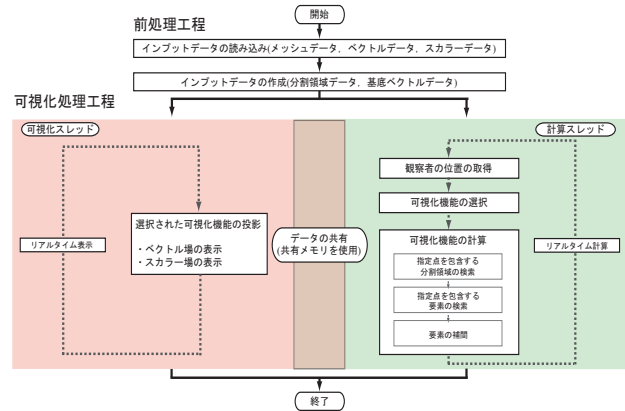 開始
前処理工程
インプットデータの読み込み(メッシュデータ，ベクトルデータ，スカラーデータ)
インプットデータの作成(分割領域データ，基底ベクトルデータ)
可視化処理工程
可視化スレッド
リアルタイム表示
選択された可視化機能の投影
・ベクトル場の表示
・スカラー場の表示
データの共有
(共有メモリを使用)
計算スレッド
観察者の位置の取得
可視化機能の選択
可視化機能の計算
指定点を包含する
分割領域の検索
指定点を包含する
要素の検索
要素の補間
リアルタイム計算
終了